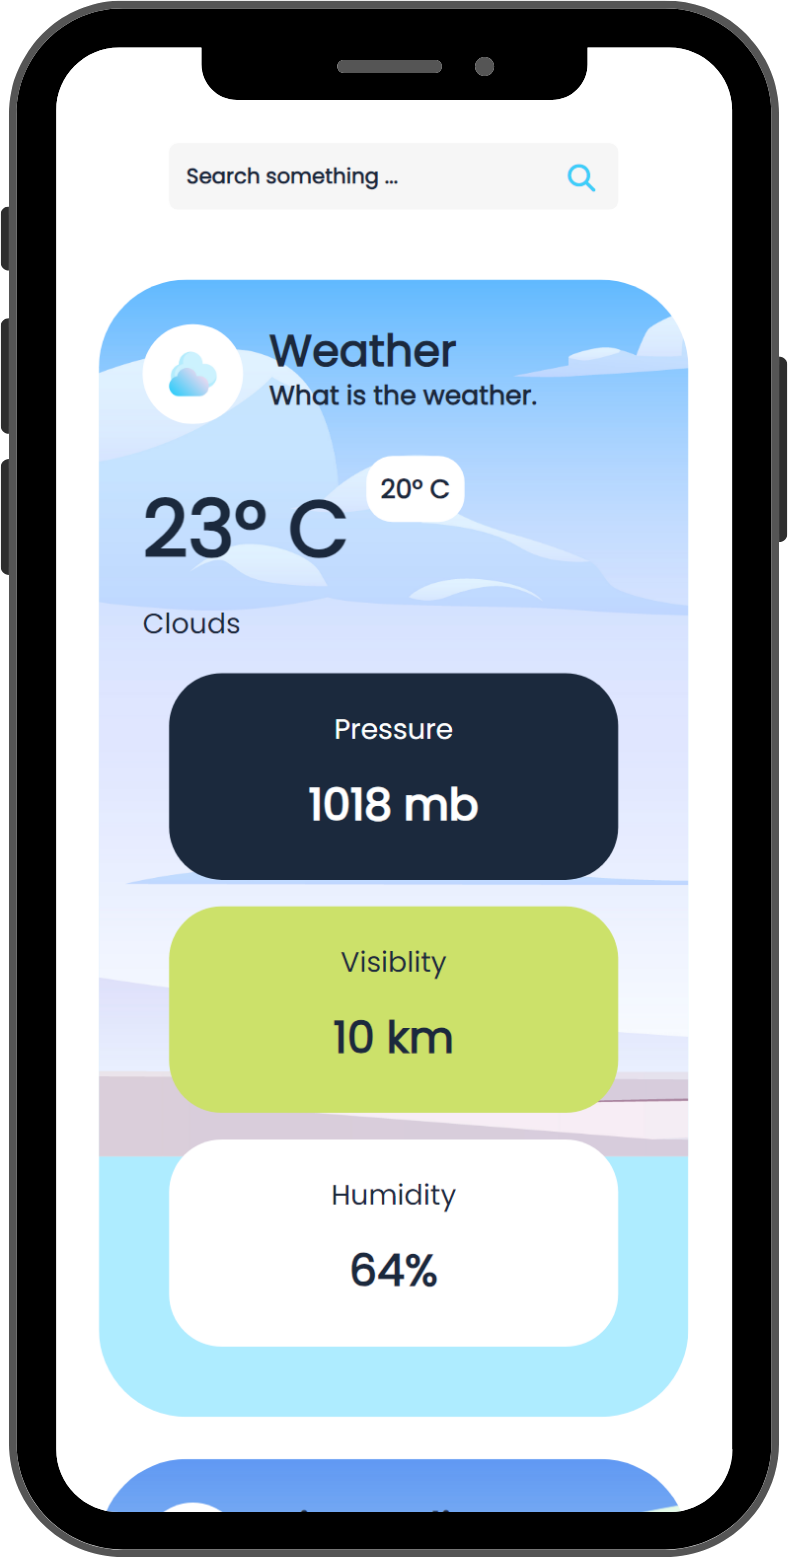 Search something ...
Weather
What is the weather.
23° C
20° C
Clouds
Pressure
1018 mb
Visiblity
10 km
Humidity
64%